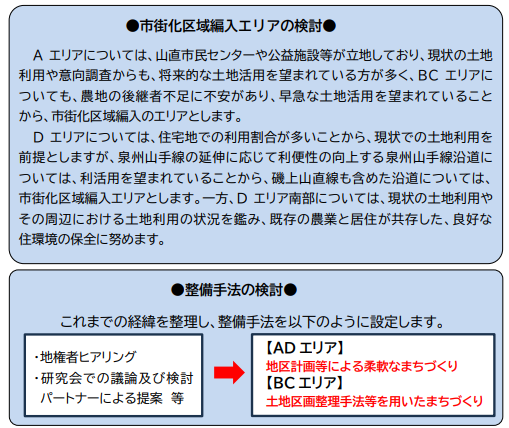 ●市街化区域編入エリアの検討●
A エリアについては、山直市民センターや公益施設等が立地しており、現状の土地
利用や意向調査からも、将来的な土地活用を望まれている方が多く、BC エリアに
ついても、農地の後継者不足に不安があり、早急な土地活用を望まれていること
から、市街化区域編入のエリアとします。
D エリアについては、住宅地での利用割合が多いことから、現状での土地利用を
前提としますが、泉州山手線の延伸に応じて利便性の向上する泉州山手線沿道に
ついては、利活用を望まれていることから、磯上山直線も含めた沿道については、
市街化区域編入エリアとします。一方、D エリア南部については、現状の土地利用や
その周辺における土地利用の状況を鑑み、既存の農業と居住が共存した、良好な
住環境の保全に努めます。
●整備手法の検討●
これまでの経緯を整理し、整備手法を以下のように設定します。
・地権者ヒアリング
・研究会での議論及び検討
パートナーによる提案 等
【AD エリア】
地区計画等による柔軟なまちづくり
【BC エリア】
土地区画整理手法等を用いたまちづくり